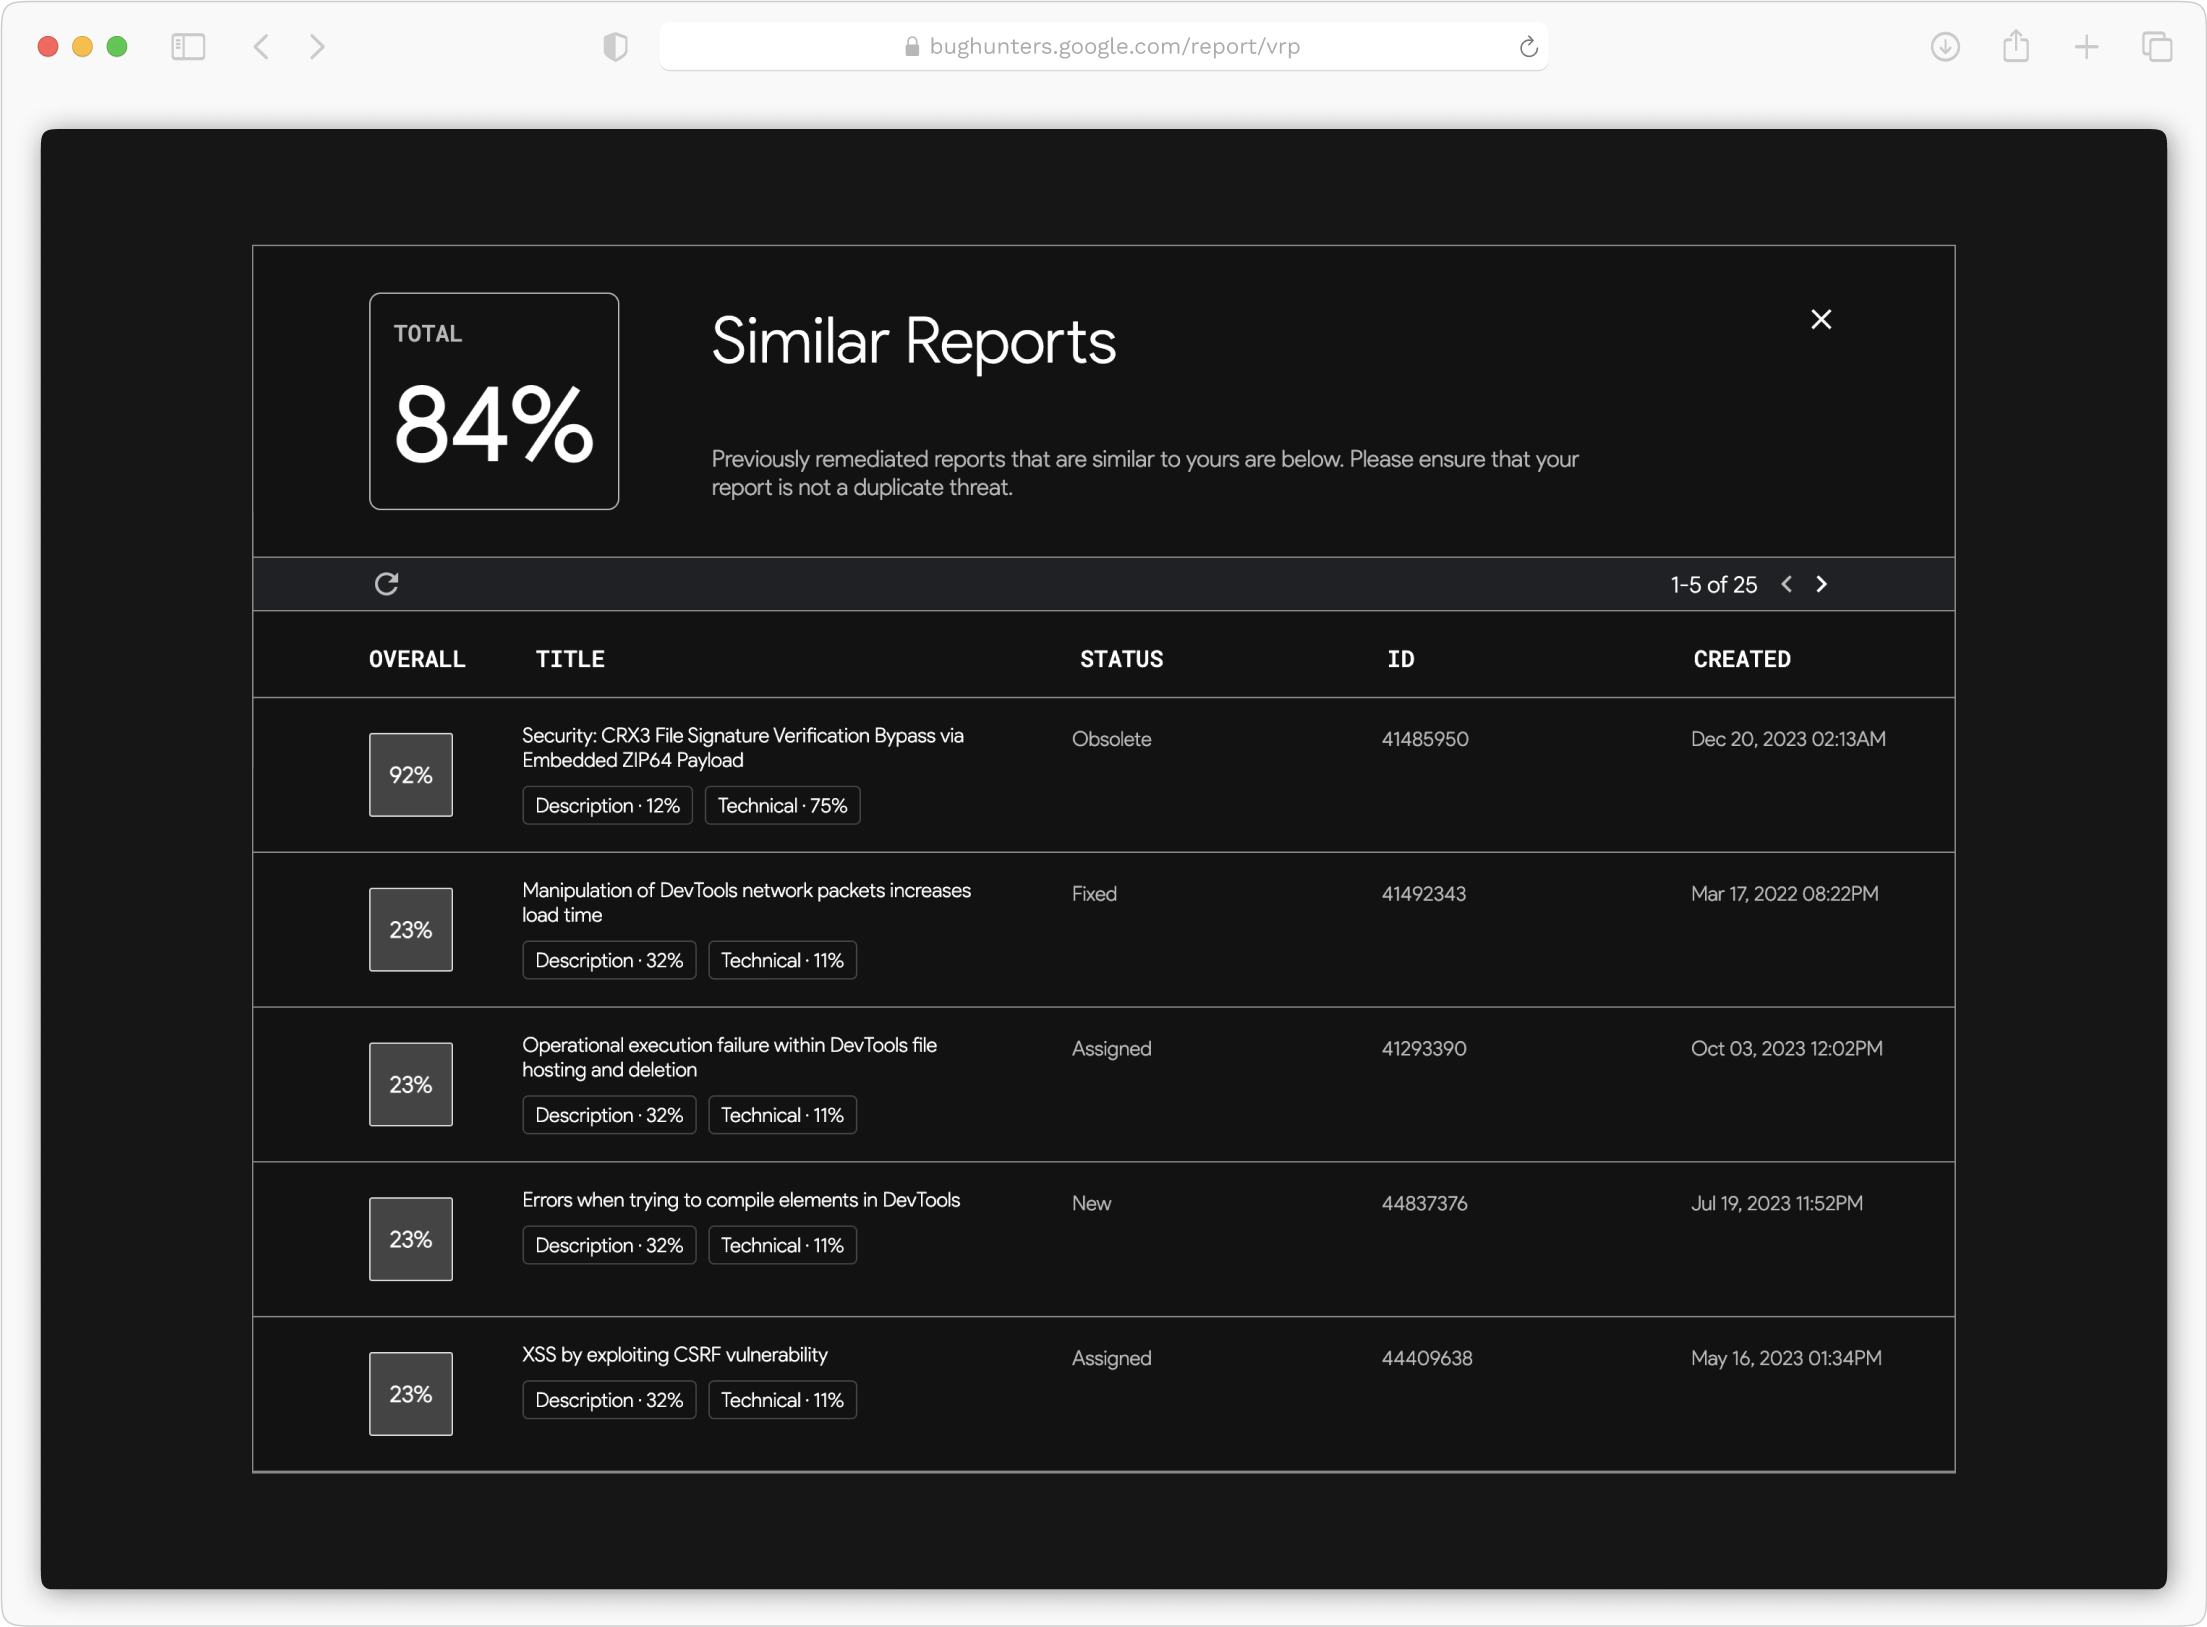 bughunters.google.com/report/vrp
TOTAL
84%
Similar Reports
Previously remediated reports that are similar to yours are below. Please ensure that your
report is not a duplicate threat.
1-5 of 25
OVERALL TITLE STATUS ID CREATED
92%
Security: CRX3 File Signature Verification Bypass via
Embedded ZIP64 Payload
Description · 12% Technical · 75%
Obsolete 41485950 Dec 20, 2023 02:13AM
23%
Manipulation of DevTools network packets increases
load time
Description · 32% Technical · 11%
Fixed 41492343 Mar 17, 2022 08:22PM
23%
Operational execution failure within DevTools file
hosting and deletion
Description · 32% Technical · 11%
Assigned 41293390 Oct 03, 2023 12:02PM
23%
Errors when trying to compile elements in DevTools
Description · 32% Technical · 11%
New 44837376 Jul 19, 2023 11:52PM
23%
XSS by exploiting CSRF vulnerability
Description · 32% Technical · 11%
Assigned 44409638 May 16, 2023 01:34PM